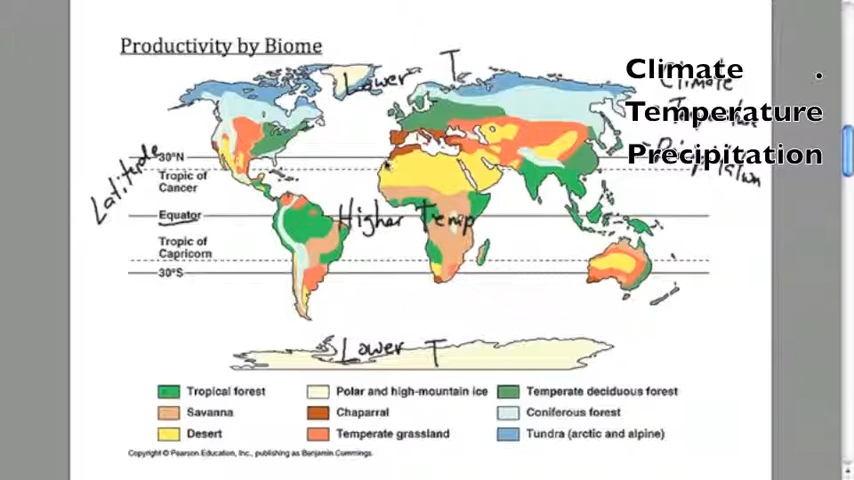 Productivity by Biome
Lower T
Climate
Climate
Temperature
Precipitation
Latitude
30°N
Tropic of
Cancer
Equator
Higher Temp
Tropic of
Capricorn
30°S
Lower T
Tropical forest
Polar and high-mountain ice
Temperate deciduous forest
Savanna
Chaparral
Coniferous forest
Desert
Temperate grassland
Tundra (arctic and alpine)
Copyright © Pearson Education, Inc., publishing as Benjamin Cummings.